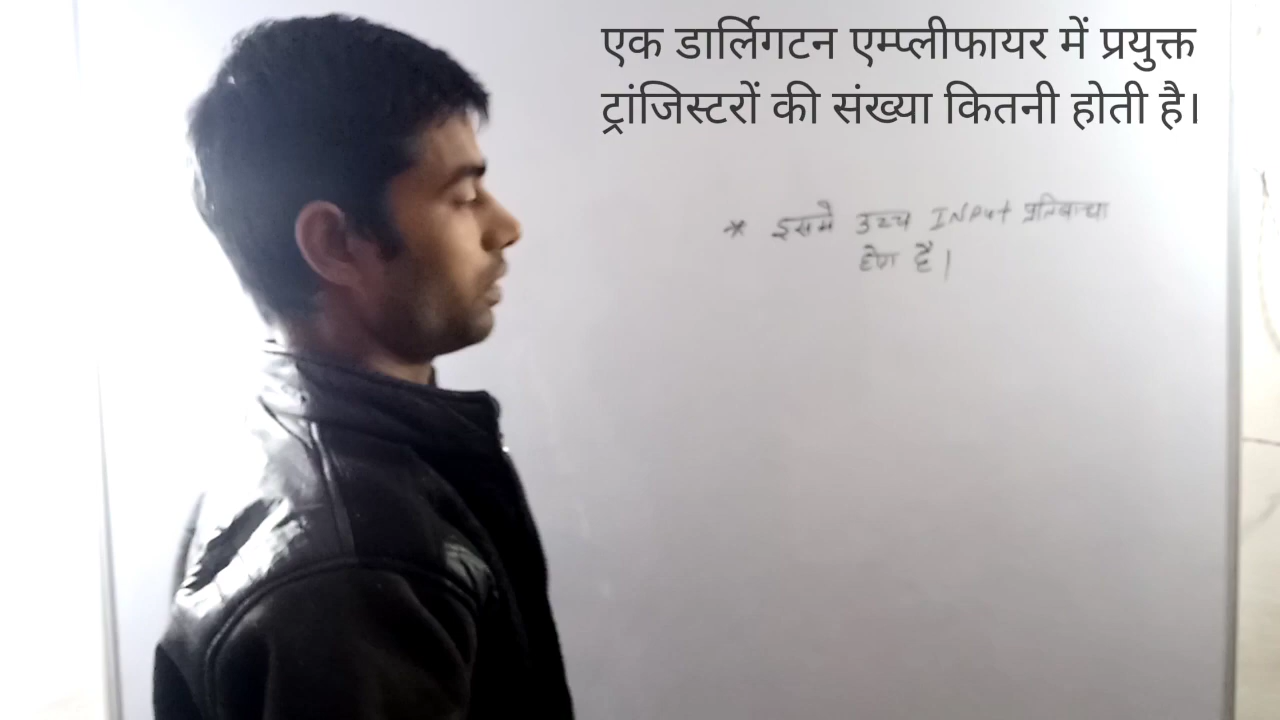 एक डार्लिगटन एम्प्लीफायर में प्रयुक्त
ट्रांजिस्टरों की संख्या कितनी होती है।
* इसमे उच्च INPut प्रतिबाधा
होता है।